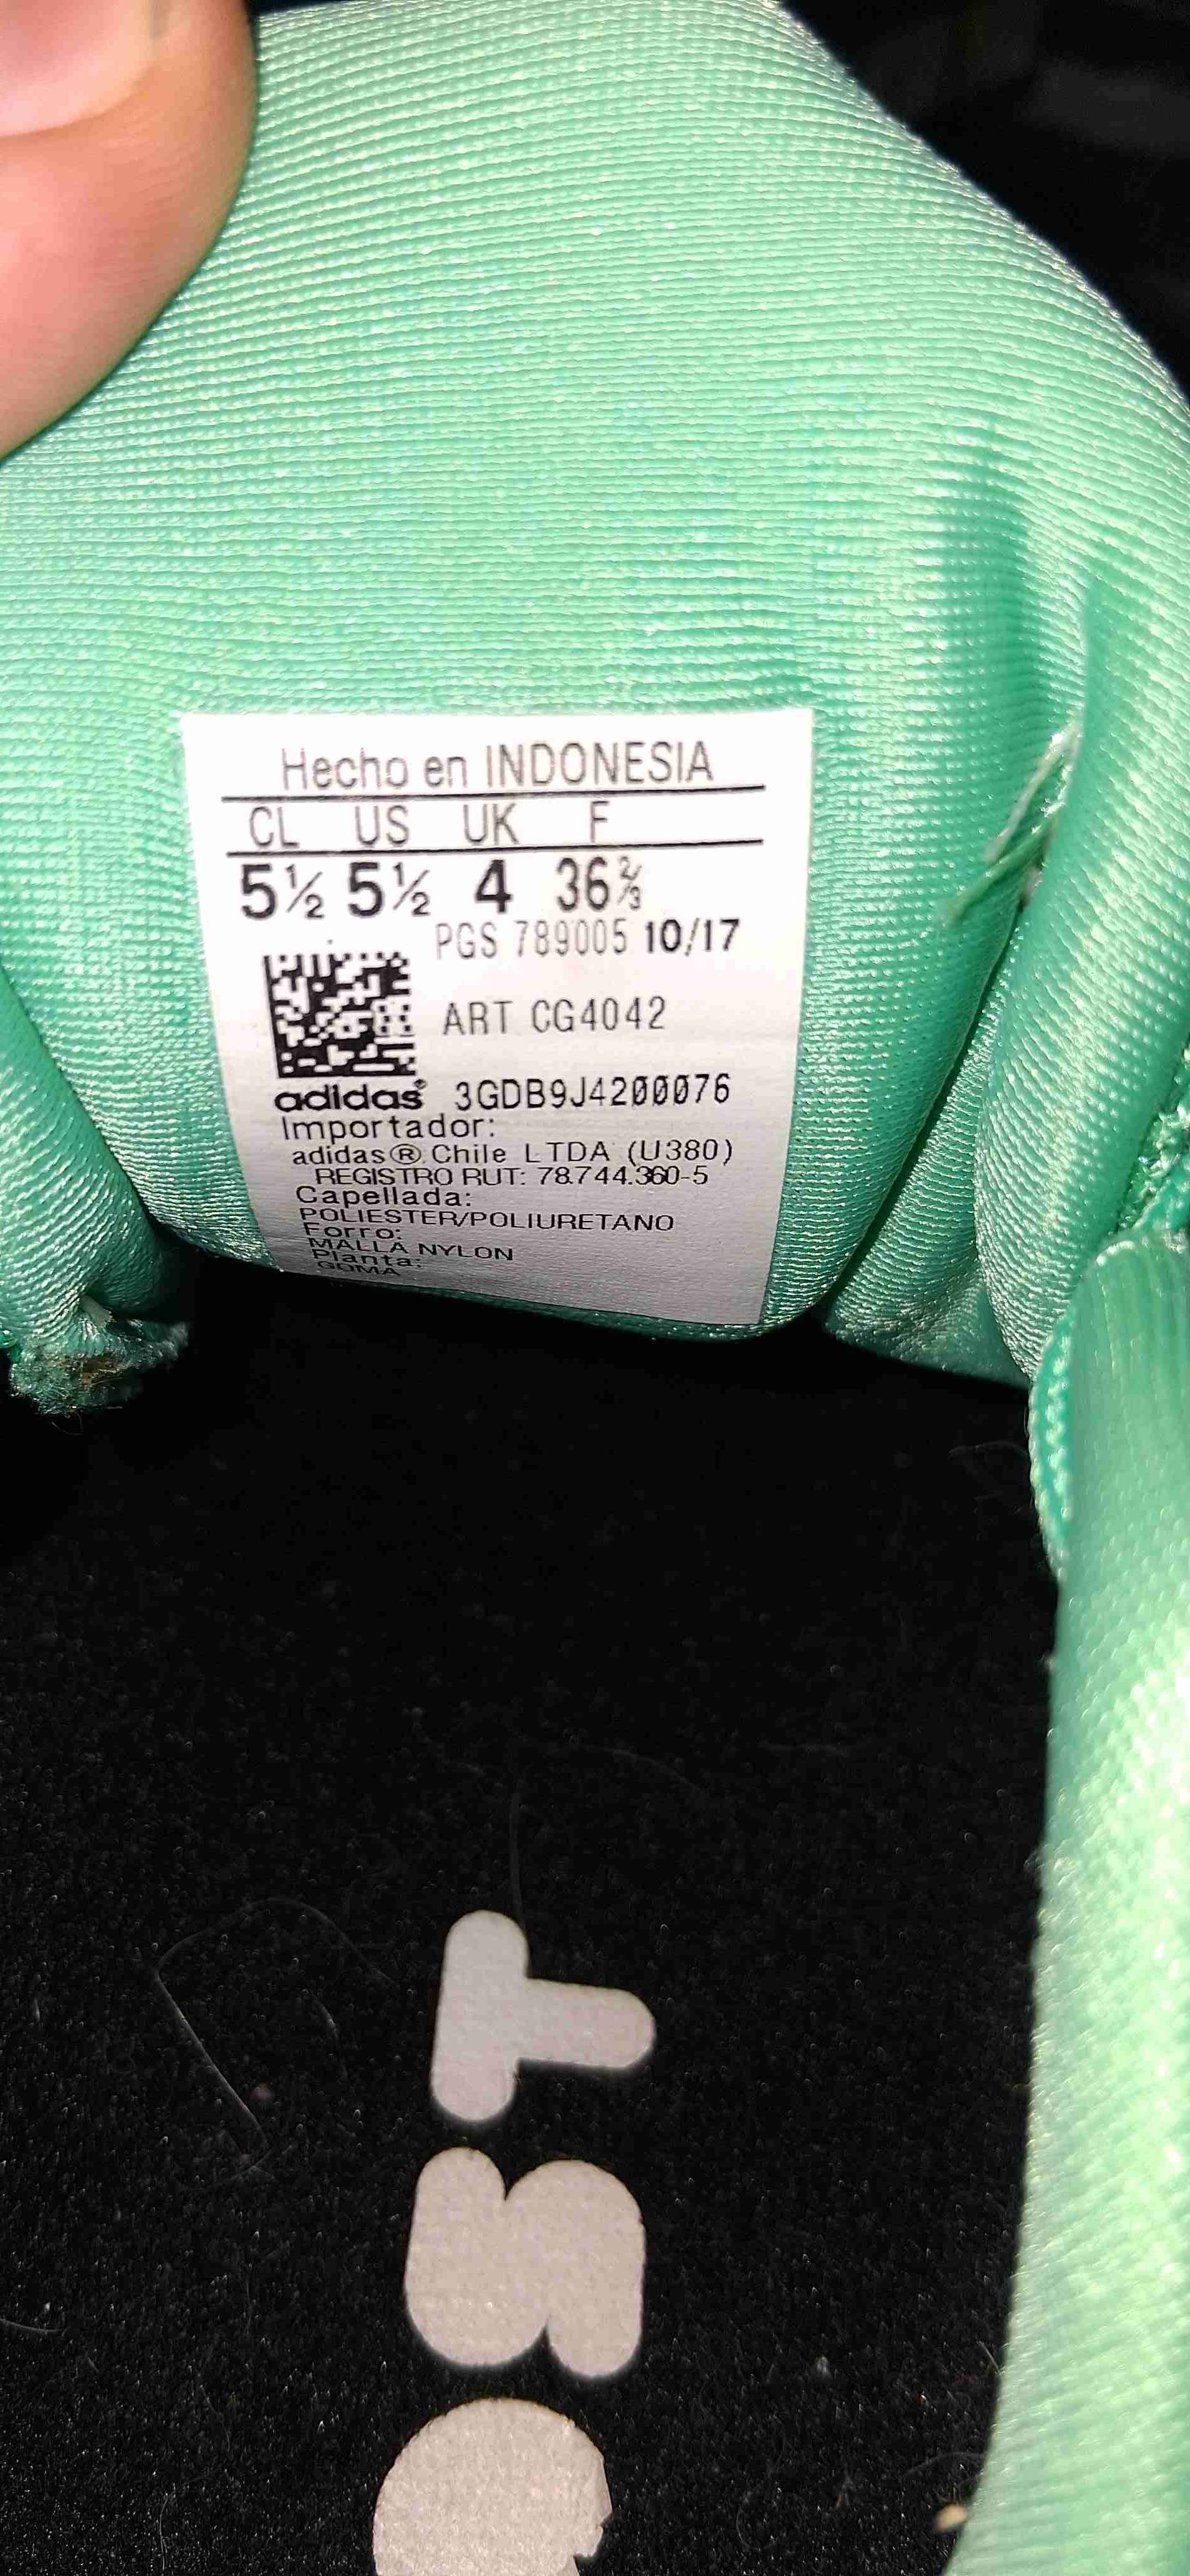 Hecho en INDONESIA
CL US UK F
5½ 5½ 4 36⅔
PGS 789005 10/17
ART CG4042
adidas® 3GDB9J4200076
Importador:
adidas® Chile LTDA (U380)
REGISTRO RUT: 78.744.360-5
Capellada:
POLIESTER/POLIURETANO
Forro:
MALLA NYLON
Planta:
GOMA